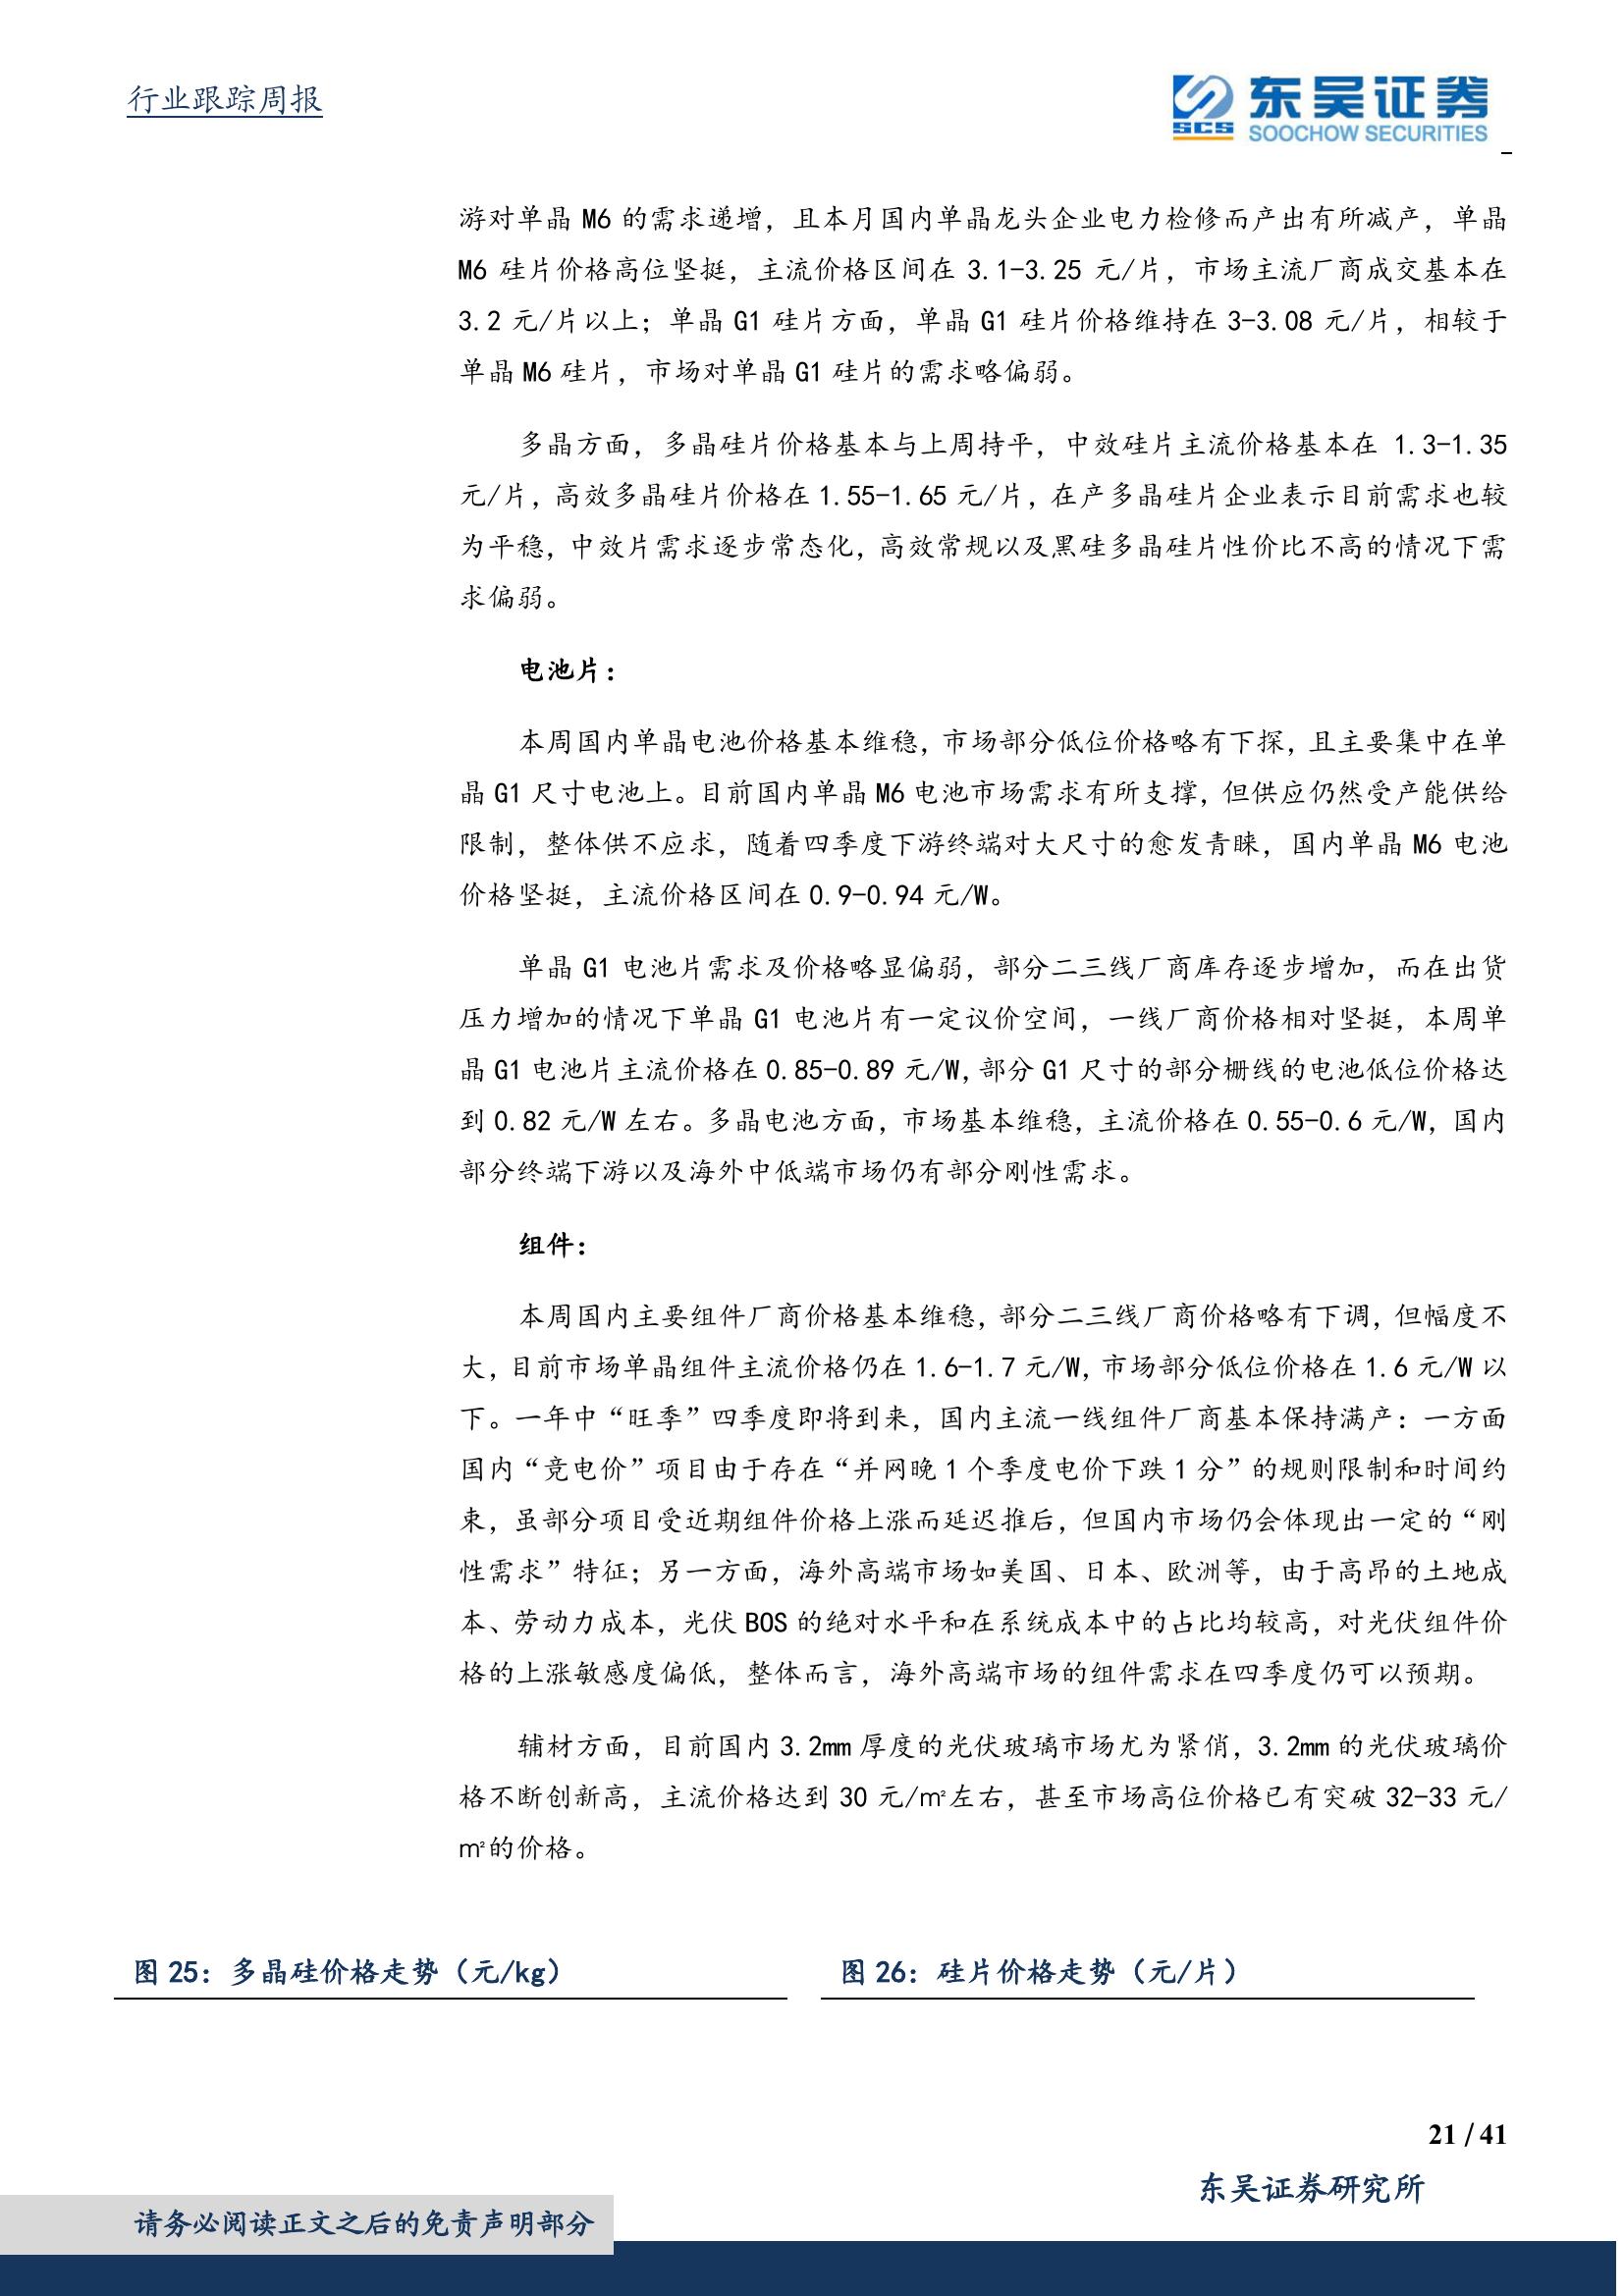 行业跟踪周报
东吴证券
SCS
SOOCHOW SECURITIES
游对单晶 M6 的需求递增，且本月国内单晶龙头企业电力检修而产出有所减产，单晶
M6 硅片价格高位坚挺，主流价格区间在 3.1-3.25 元/片，市场主流厂商成交基本在
3.2 元/片以上；单晶 G1 硅片方面，单晶 G1 硅片价格维持在 3-3.08 元/片，相较于
单晶 M6 硅片，市场对单晶 G1 硅片的需求略偏弱。
多晶方面，多晶硅片价格基本与上周持平，中效硅片主流价格基本在 1.3-1.35
元/片，高效多晶硅片价格在 1.55-1.65 元/片，在产多晶硅片企业表示目前需求也较
为平稳，中效片需求逐步常态化，高效常规以及黑硅多晶硅片性价比不高的情况下需
求偏弱。
电池片：
本周国内单晶电池价格基本维稳，市场部分低位价格略有下探，且主要集中在单
晶 G1 尺寸电池上。目前国内单晶 M6 电池市场需求有所支撑，但供应仍然受产能供给
限制，整体供不应求，随着四季度下游终端对大尺寸的愈发青睐，国内单晶 M6 电池
价格坚挺，主流价格区间在 0.9-0.94 元/W。
单晶 G1 电池片需求及价格略显偏弱，部分二三线厂商库存逐步增加，而在出货
压力增加的情况下单晶 G1 电池片有一定议价空间，一线厂商价格相对坚挺，本周单
晶 G1 电池片主流价格在 0.85-0.89 元/W，部分 G1 尺寸的部分栅线的电池低位价格达
到 0.82 元/W 左右。多晶电池方面，市场基本维稳，主流价格在 0.55-0.6 元/W，国内
部分终端下游以及海外中低端市场仍有部分刚性需求。
组件：
本周国内主要组件厂商价格基本维稳，部分二三线厂商价格略有下调，但幅度不
大，目前市场单晶组件主流价格仍在 1.6-1.7 元/W，市场部分低位价格在 1.6 元/W 以
下。一年中“旺季”四季度即将到来，国内主流一线组件厂商基本保持满产：一方面
国内“竞电价”项目由于存在“并网晚 1 个季度电价下跌 1 分”的规则限制和时间约
束，虽部分项目受近期组件价格上涨而延迟推后，但国内市场仍会体现出一定的“刚
性需求”特征；另一方面，海外高端市场如美国、日本、欧洲等，由于高昂的土地成
本、劳动力成本，光伏 BOS 的绝对水平和在系统成本中的占比均较高，对光伏组件价
格的上涨敏感度偏低，整体而言，海外高端市场的组件需求在四季度仍可以预期。
辅材方面，目前国内 3.2mm 厚度的光伏玻璃市场尤为紧俏，3.2mm 的光伏玻璃价
格不断创新高，主流价格达到 30 元/㎡左右，甚至市场高位价格已有突破 32-33 元/
㎡的价格。
图 25：多晶硅价格走势（元/kg）
图 26：硅片价格走势（元/片）
21 / 41
东吴证券研究所
请务必阅读正文之后的免责声明部分